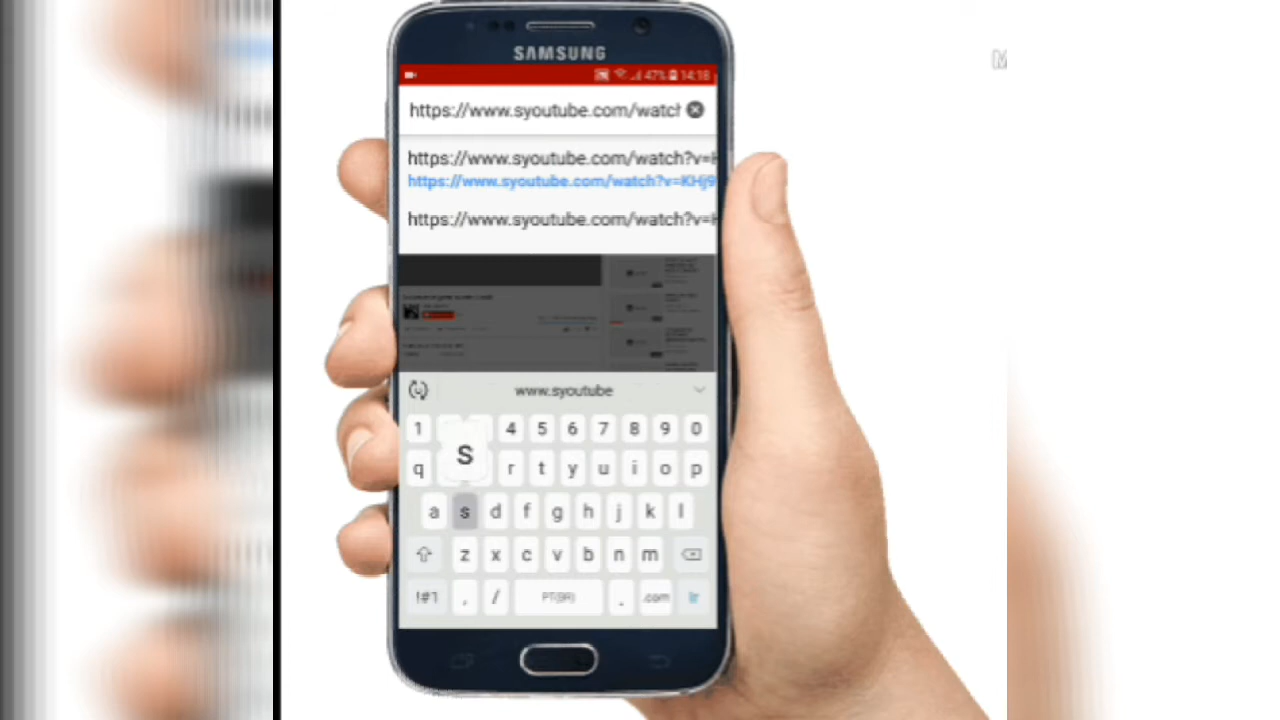 SAMSUNG
47% 14:18
https://www.syoutube.com/watch
https://www.syoutube.com/watch?v=
https://www.syoutube.com/watch?v=KHj9
https://www.syoutube.com/watch?v=
www.syoutube
1 4 5 6 7 8 9 0
S
q r t y u i o p
a s d f g h j k l
z x c v b n m
!#1 , / PT(BR) . .com Ir